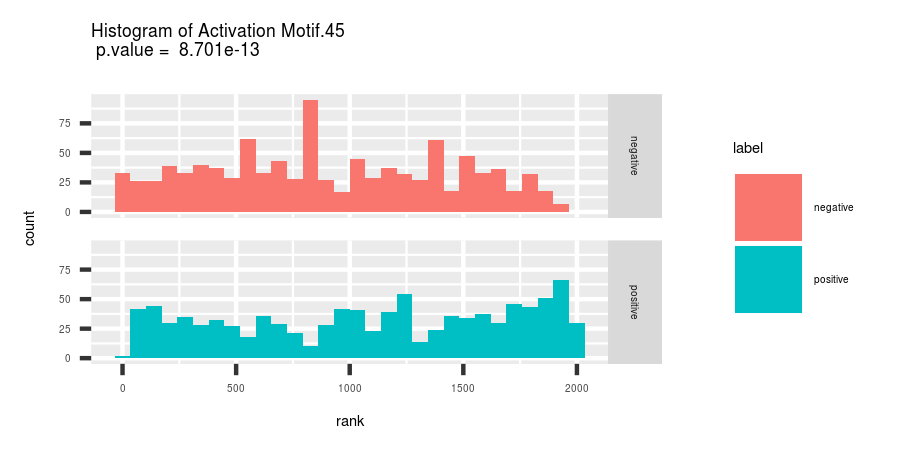 Histogram of Activation Motif.45
p.value =  8.701e-13
count
75
50
25
0
negative
75
50
25
0
positive
0
500
1000
1500
2000
rank
label
negative
positive